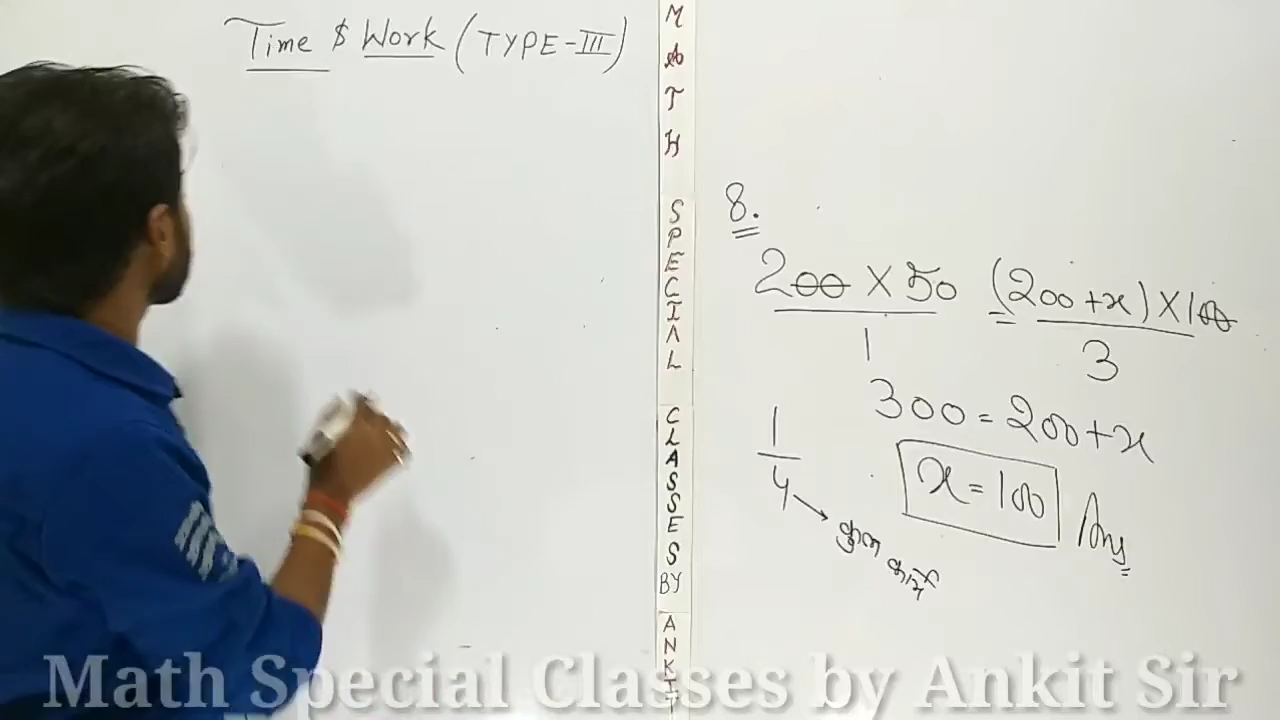 Time $ Work (TYPE-III)
MATH SPECIAL CLASSES BY ANKIT
8.
200 X 50 (200 + x) X 100
1 3
300 = 200 + x
1
4
x = 100 Ans
कुल कार्य
Math Special Classes by Ankit Sir